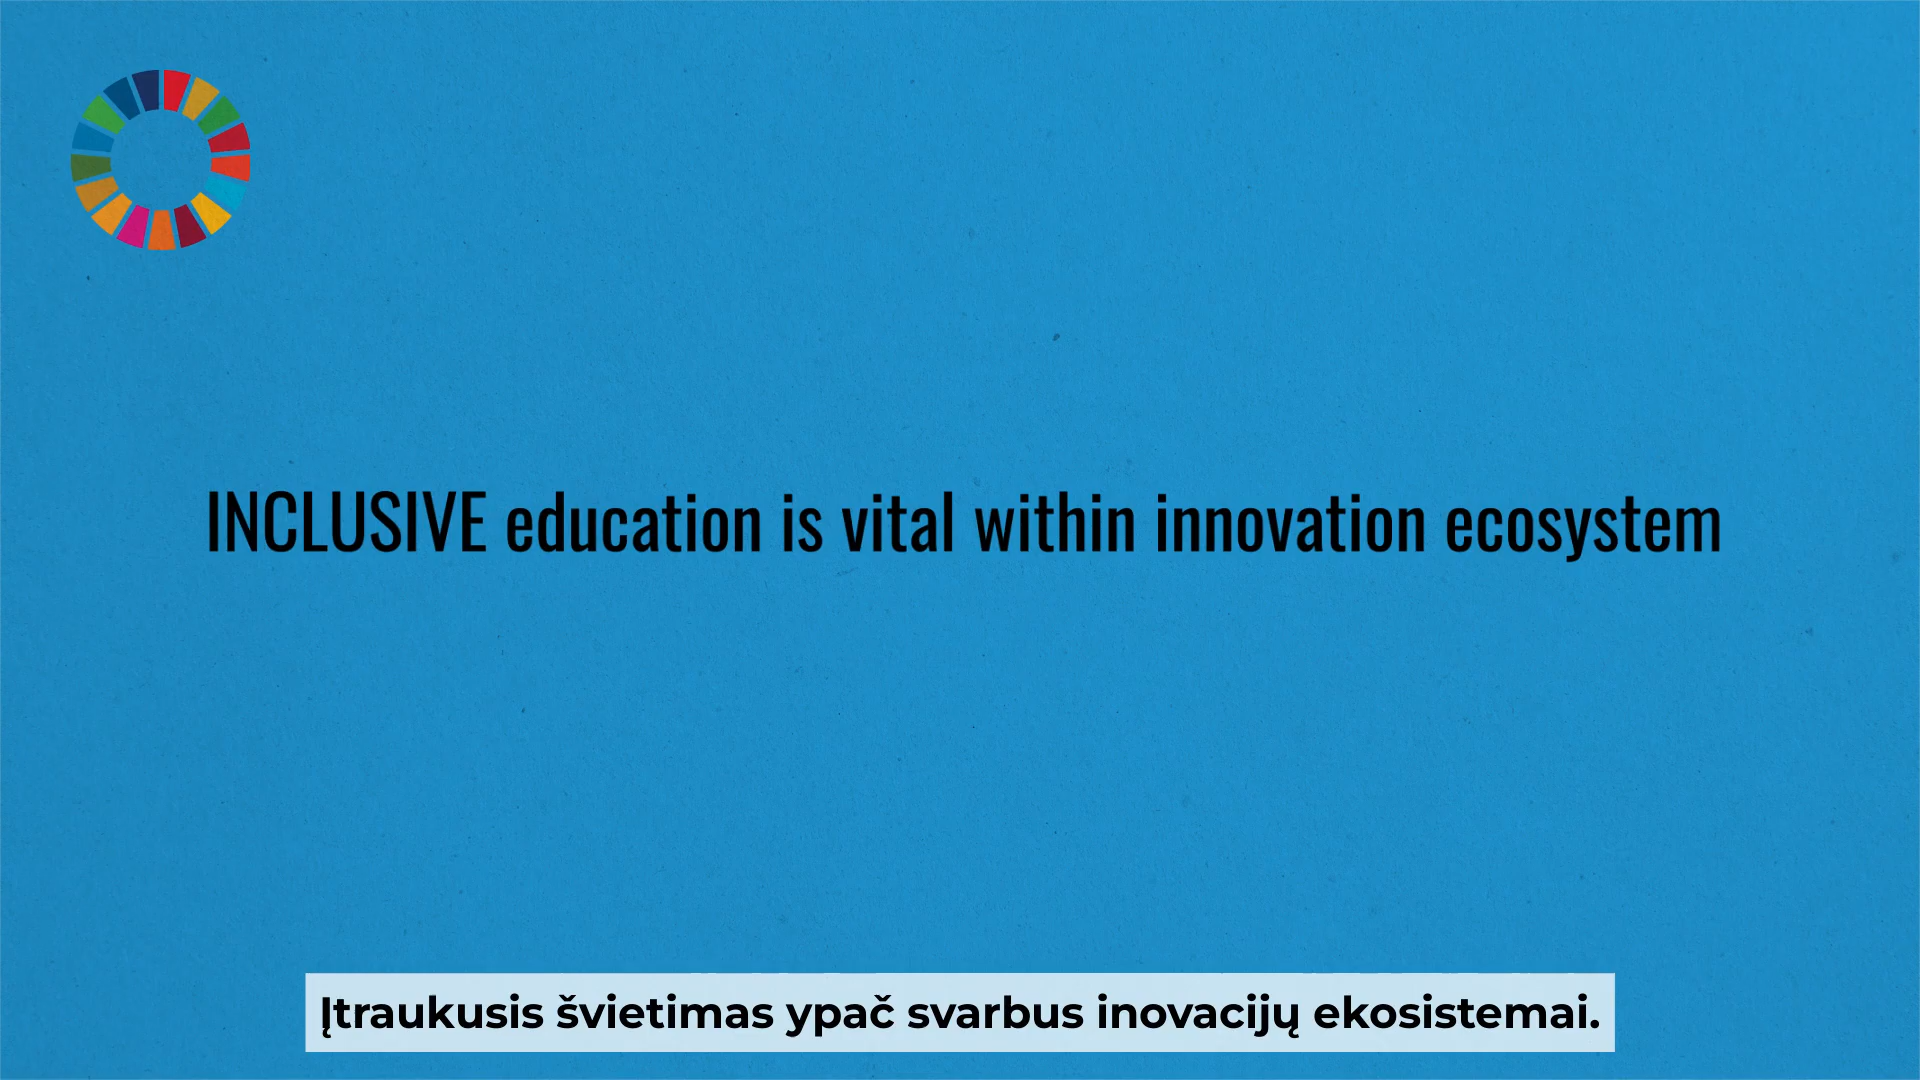 INCLUSIVE education is vital within innovation ecosystem
Įtraukusis švietimas ypač svarbus inovacijų ekosistemai.